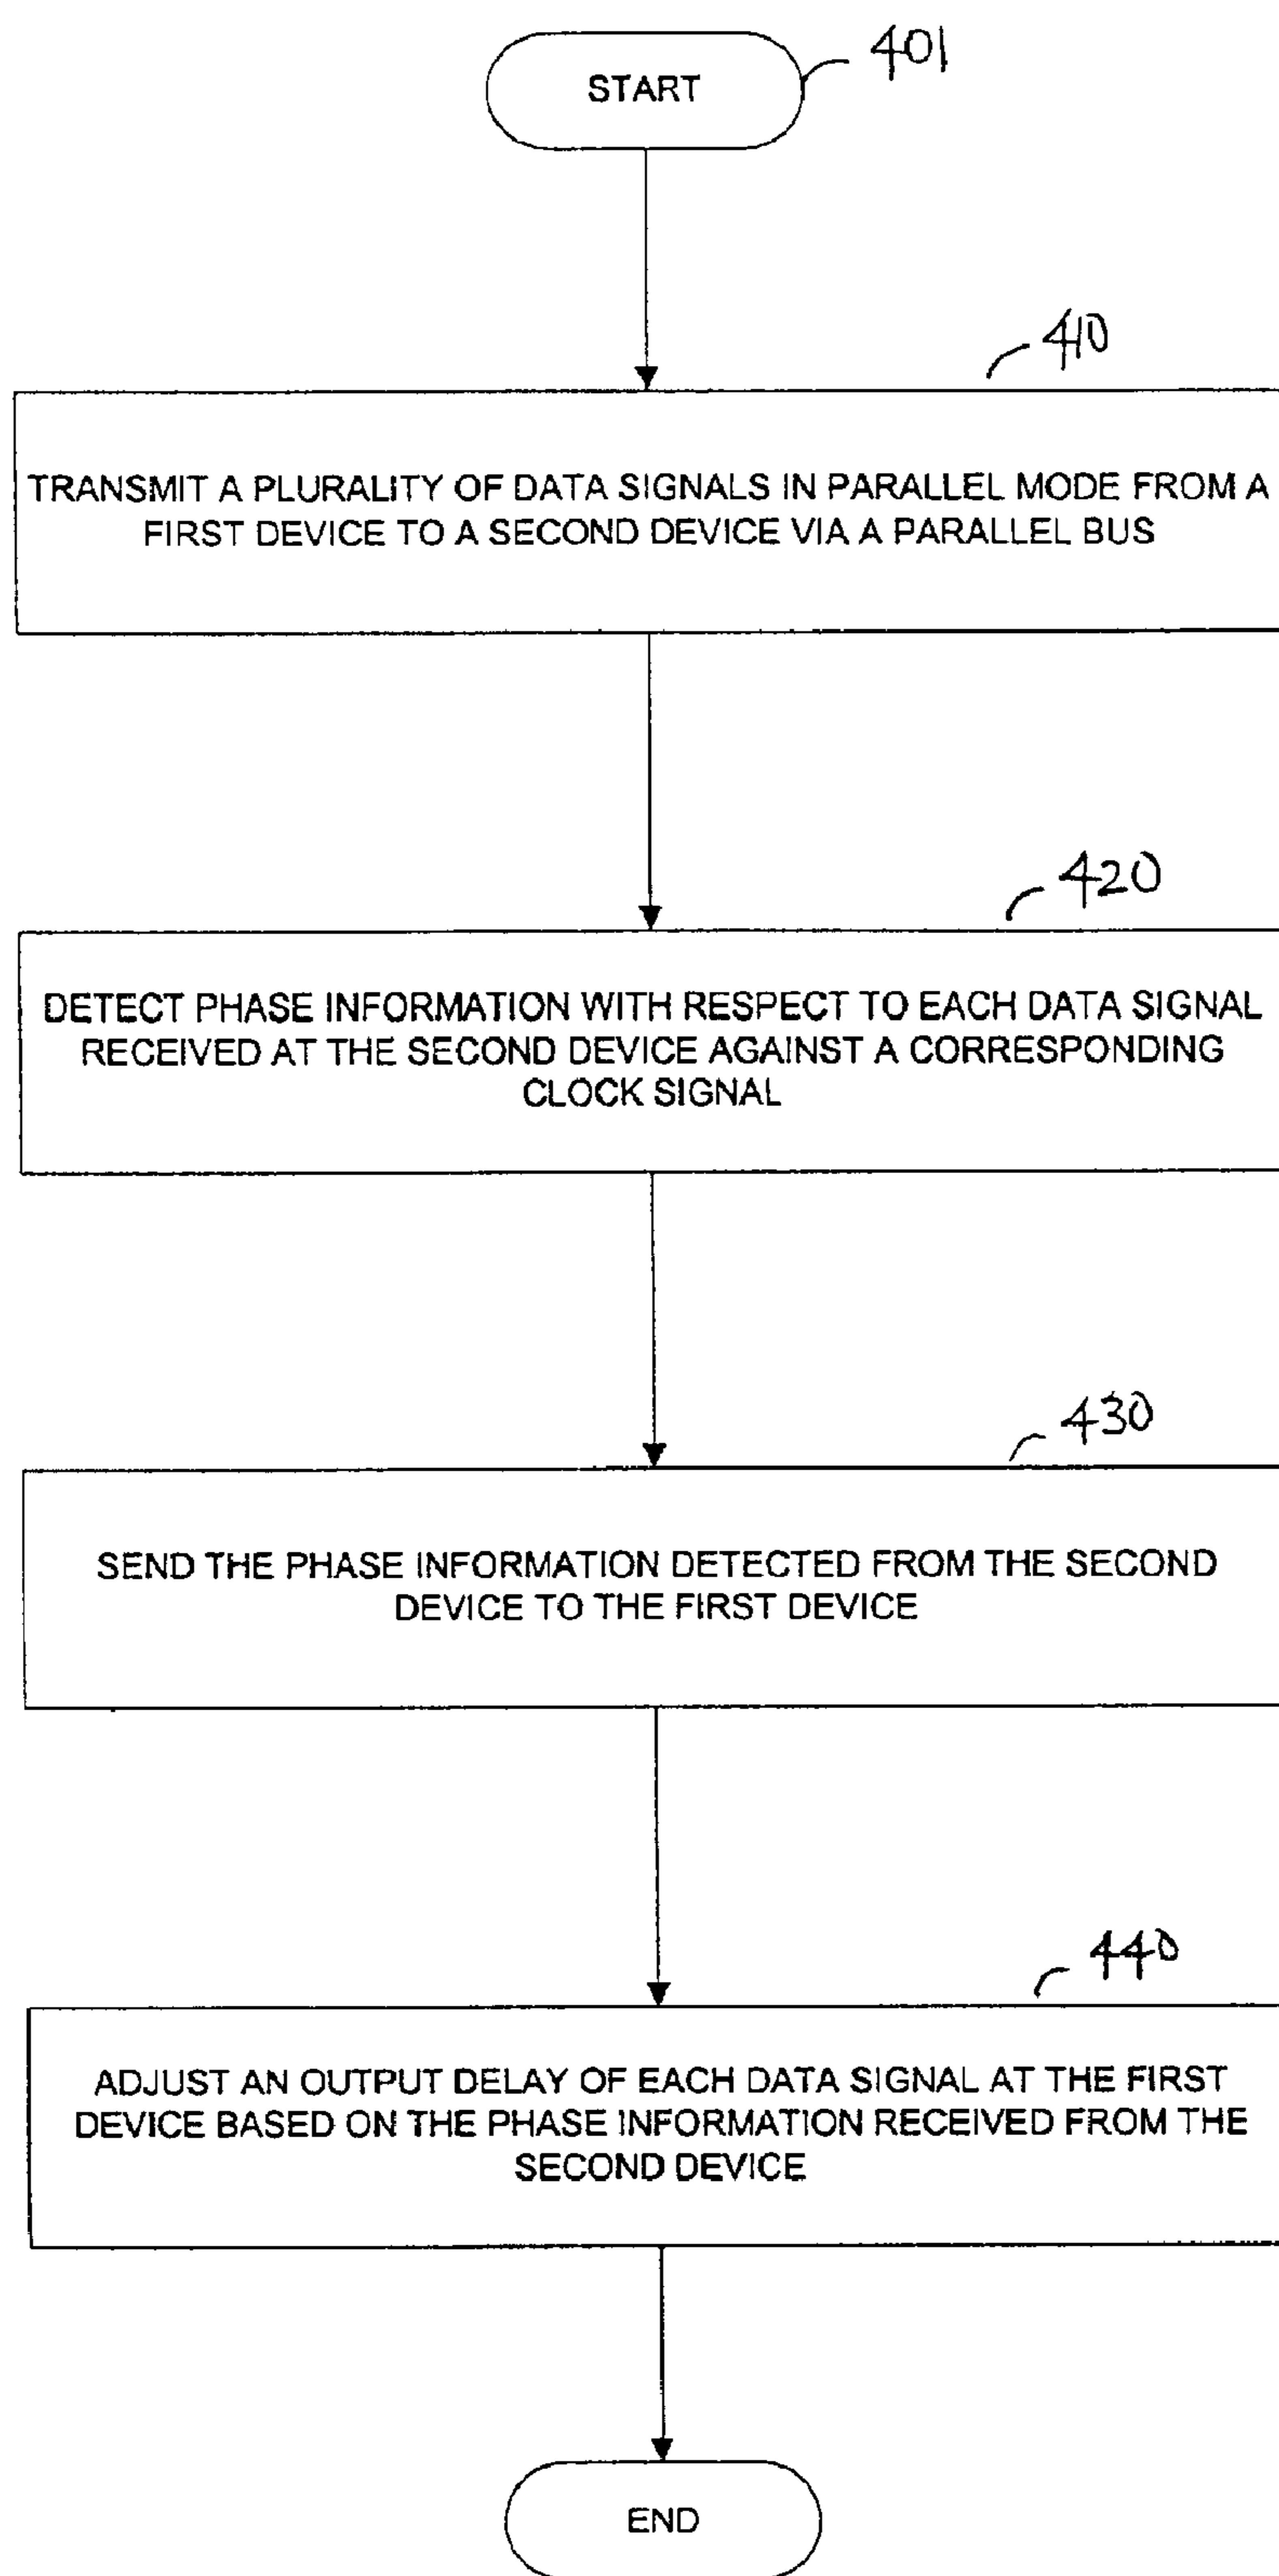 START
401
410
TRANSMIT A PLURALITY OF DATA SIGNALS IN PARALLEL MODE FROM A
FIRST DEVICE TO A SECOND DEVICE VIA A PARALLEL BUS
420
DETECT PHASE INFORMATION WITH RESPECT TO EACH DATA SIGNAL
RECEIVED AT THE SECOND DEVICE AGAINST A CORRESPONDING
CLOCK SIGNAL
430
SEND THE PHASE INFORMATION DETECTED FROM THE SECOND
DEVICE TO THE FIRST DEVICE
440
ADJUST AN OUTPUT DELAY OF EACH DATA SIGNAL AT THE FIRST
DEVICE BASED ON THE PHASE INFORMATION RECEIVED FROM THE
SECOND DEVICE
END